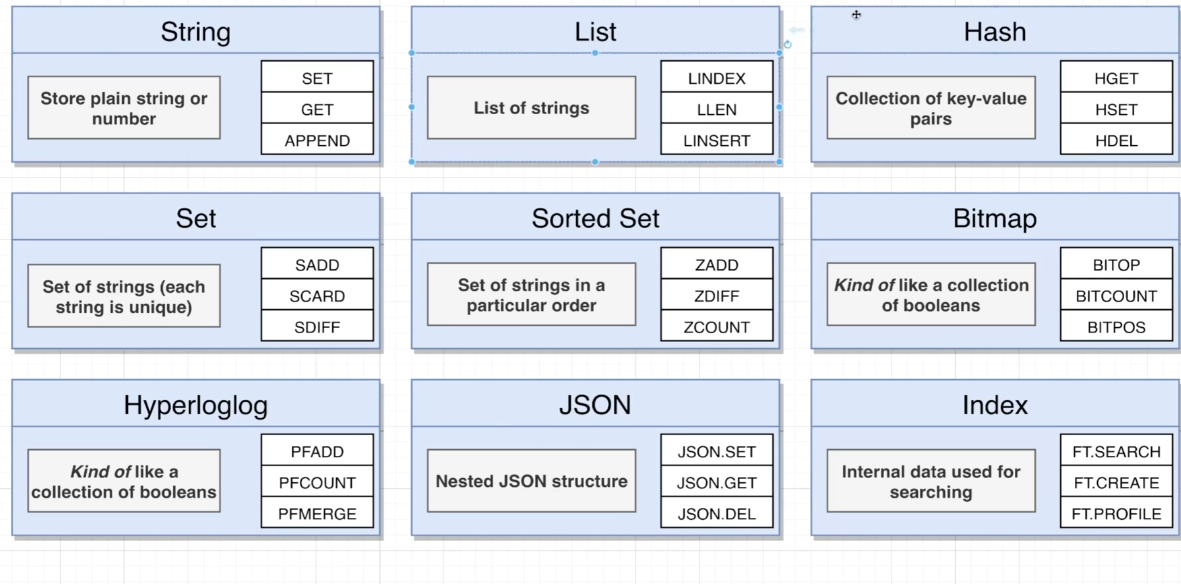 String
Store plain string or
number
SET
GET
APPEND
List
List of strings
LINDEX
LLEN
LINSERT
Hash
Collection of key-value
pairs
HGET
HSET
HDEL
Set
Set of strings (each
string is unique)
SADD
SCARD
SDIFF
Sorted Set
Set of strings in a
particular order
ZADD
ZDIFF
ZCOUNT
Bitmap
Kind of like a collection
of booleans
BITOP
BITCOUNT
BITPOS
Hyperloglog
Kind of like a
collection of booleans
PFADD
PFCOUNT
PFMERGE
JSON
Nested JSON structure
JSON.SET
JSON.GET
JSON.DEL
Index
Internal data used for
searching
FT.SEARCH
FT.CREATE
FT.PROFILE